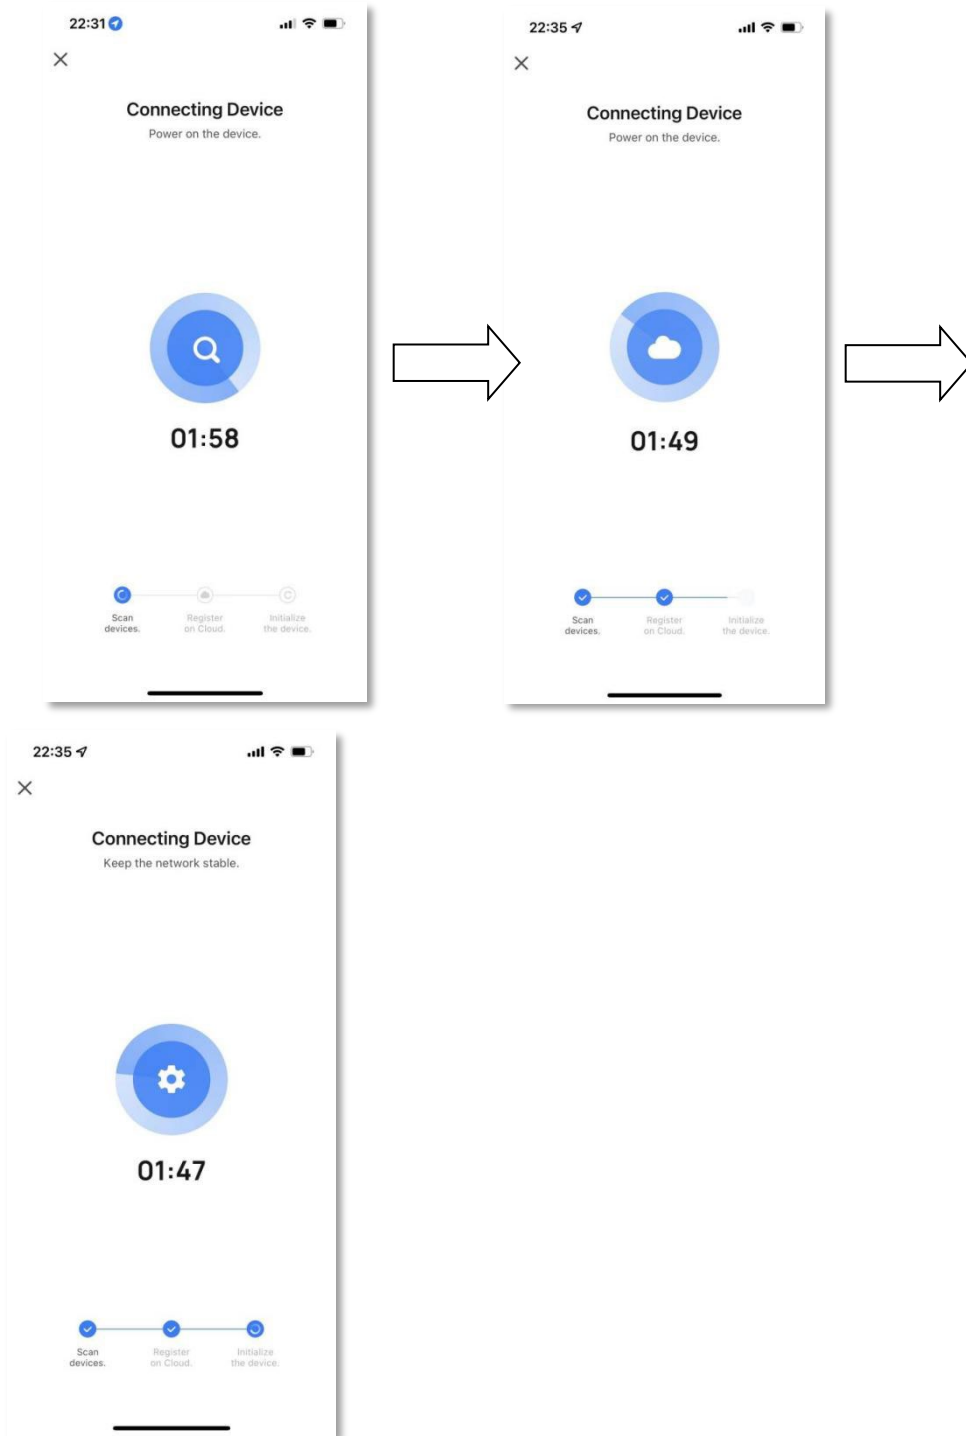 22:31
Connecting Device
Power on the device.
01:58
Scan
devices.
Register
on Cloud.
Initialize
the device.
22:35
Connecting Device
Power on the device.
01:49
Scan
devices.
Register
on Cloud.
Initialize
the device.
22:35
Connecting Device
Keep the network stable.
01:47
Scan
devices.
Register
on Cloud.
Initialize
the device.